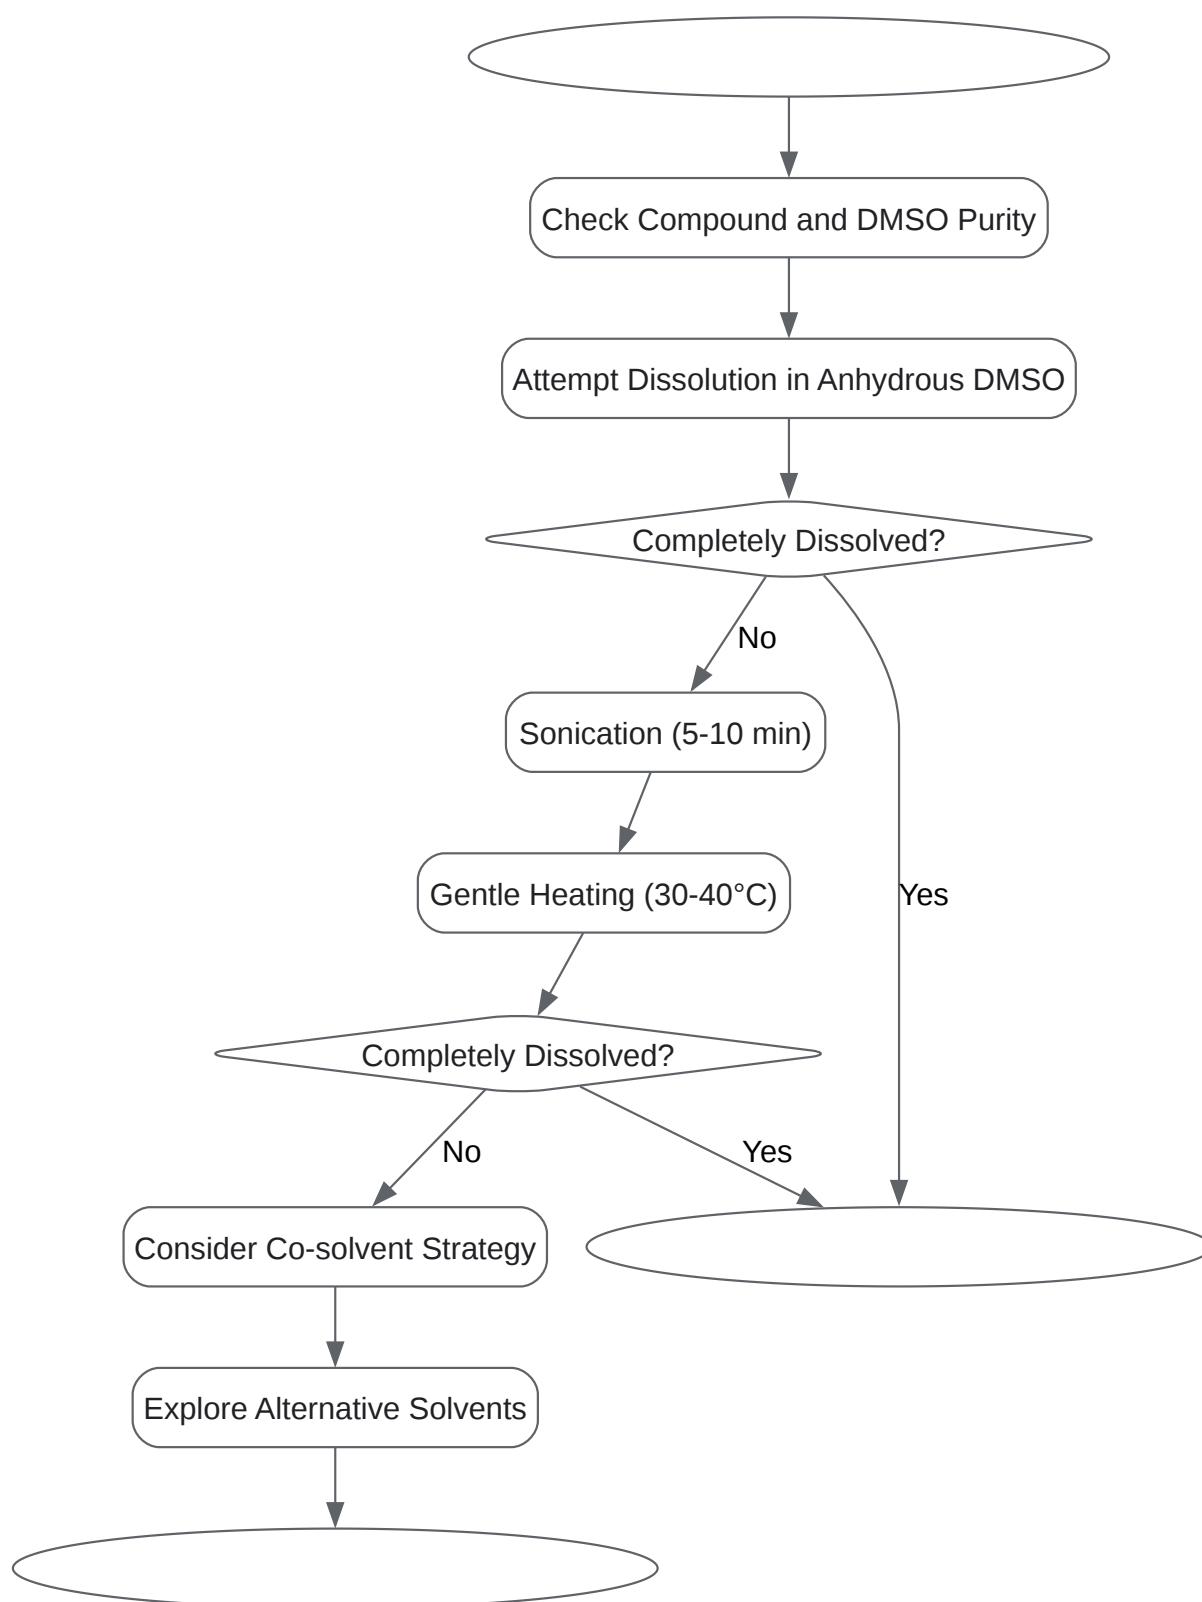 Check Compound and DMSO Purity
Attempt Dissolution in Anhydrous DMSO
Completely Dissolved?
No
Sonication (5-10 min)
Gentle Heating (30-40°C)
Yes
Completely Dissolved?
No
Yes
Consider Co-solvent Strategy
Explore Alternative Solvents